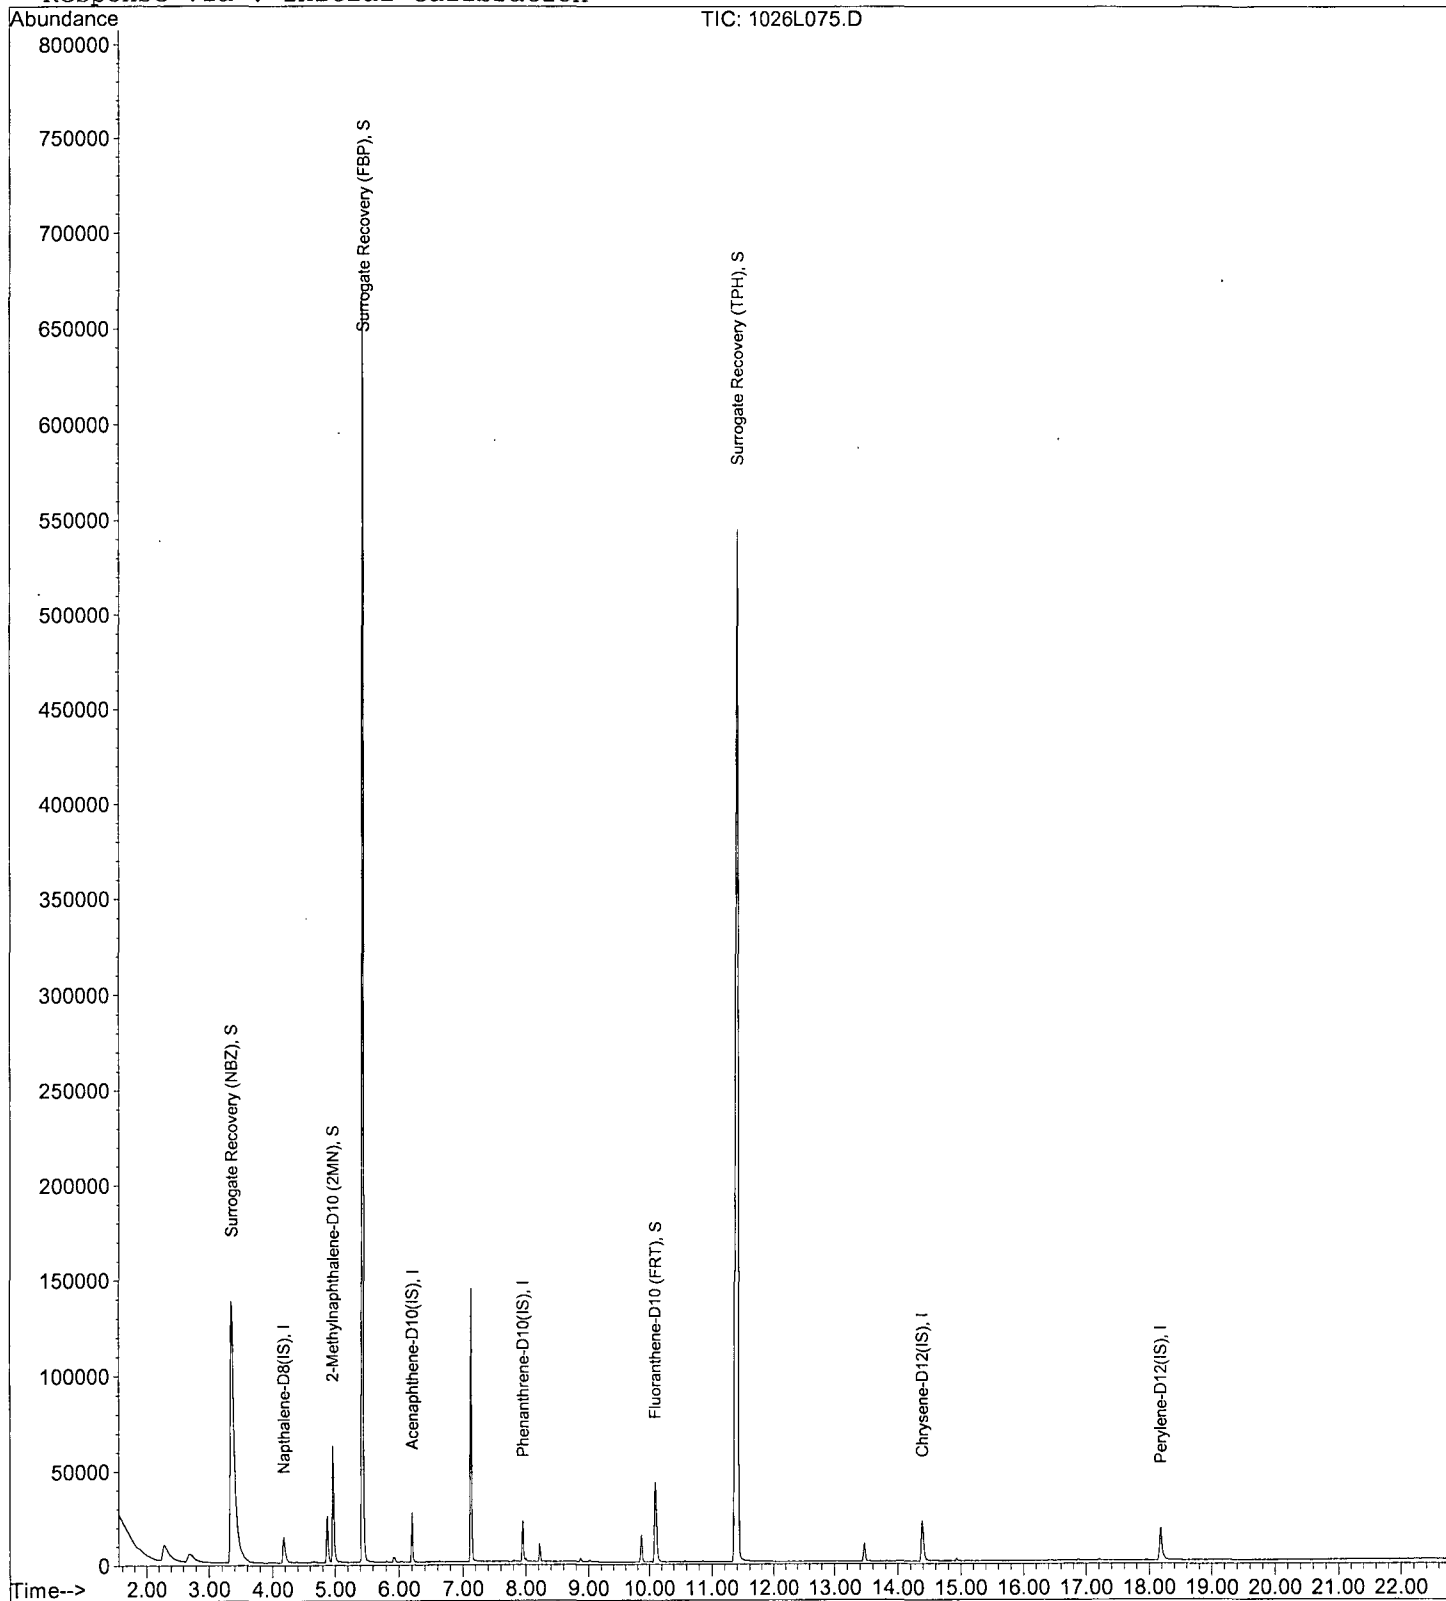 Response via : Initial Calibration
Abundance
TIC: 1026L075.D
800000
750000
700000
650000
600000
550000
500000
450000
400000
350000
300000
250000
200000
150000
100000
50000
0
Surrogate Recovery (NBZ), S
Napthalene-D8(IS), I
2-Methylnaphthalene-D10 (2MN), S
Surrogate Recovery (FBP), S
Acenaphthene-D10(IS), I
Phenanthrene-D10(IS), I
Fluoranthene-D10 (FRT), S
Surrogate Recovery (TPH), S
Chrysene-D12(IS), I
Perylene-D12(IS), I
Time--> 2.00 3.00 4.00 5.00 6.00 7.00 8.00 9.00 10.00 11.00 12.00 13.00 14.00 15.00 16.00 17.00 18.00 19.00 20.00 21.00 22.00